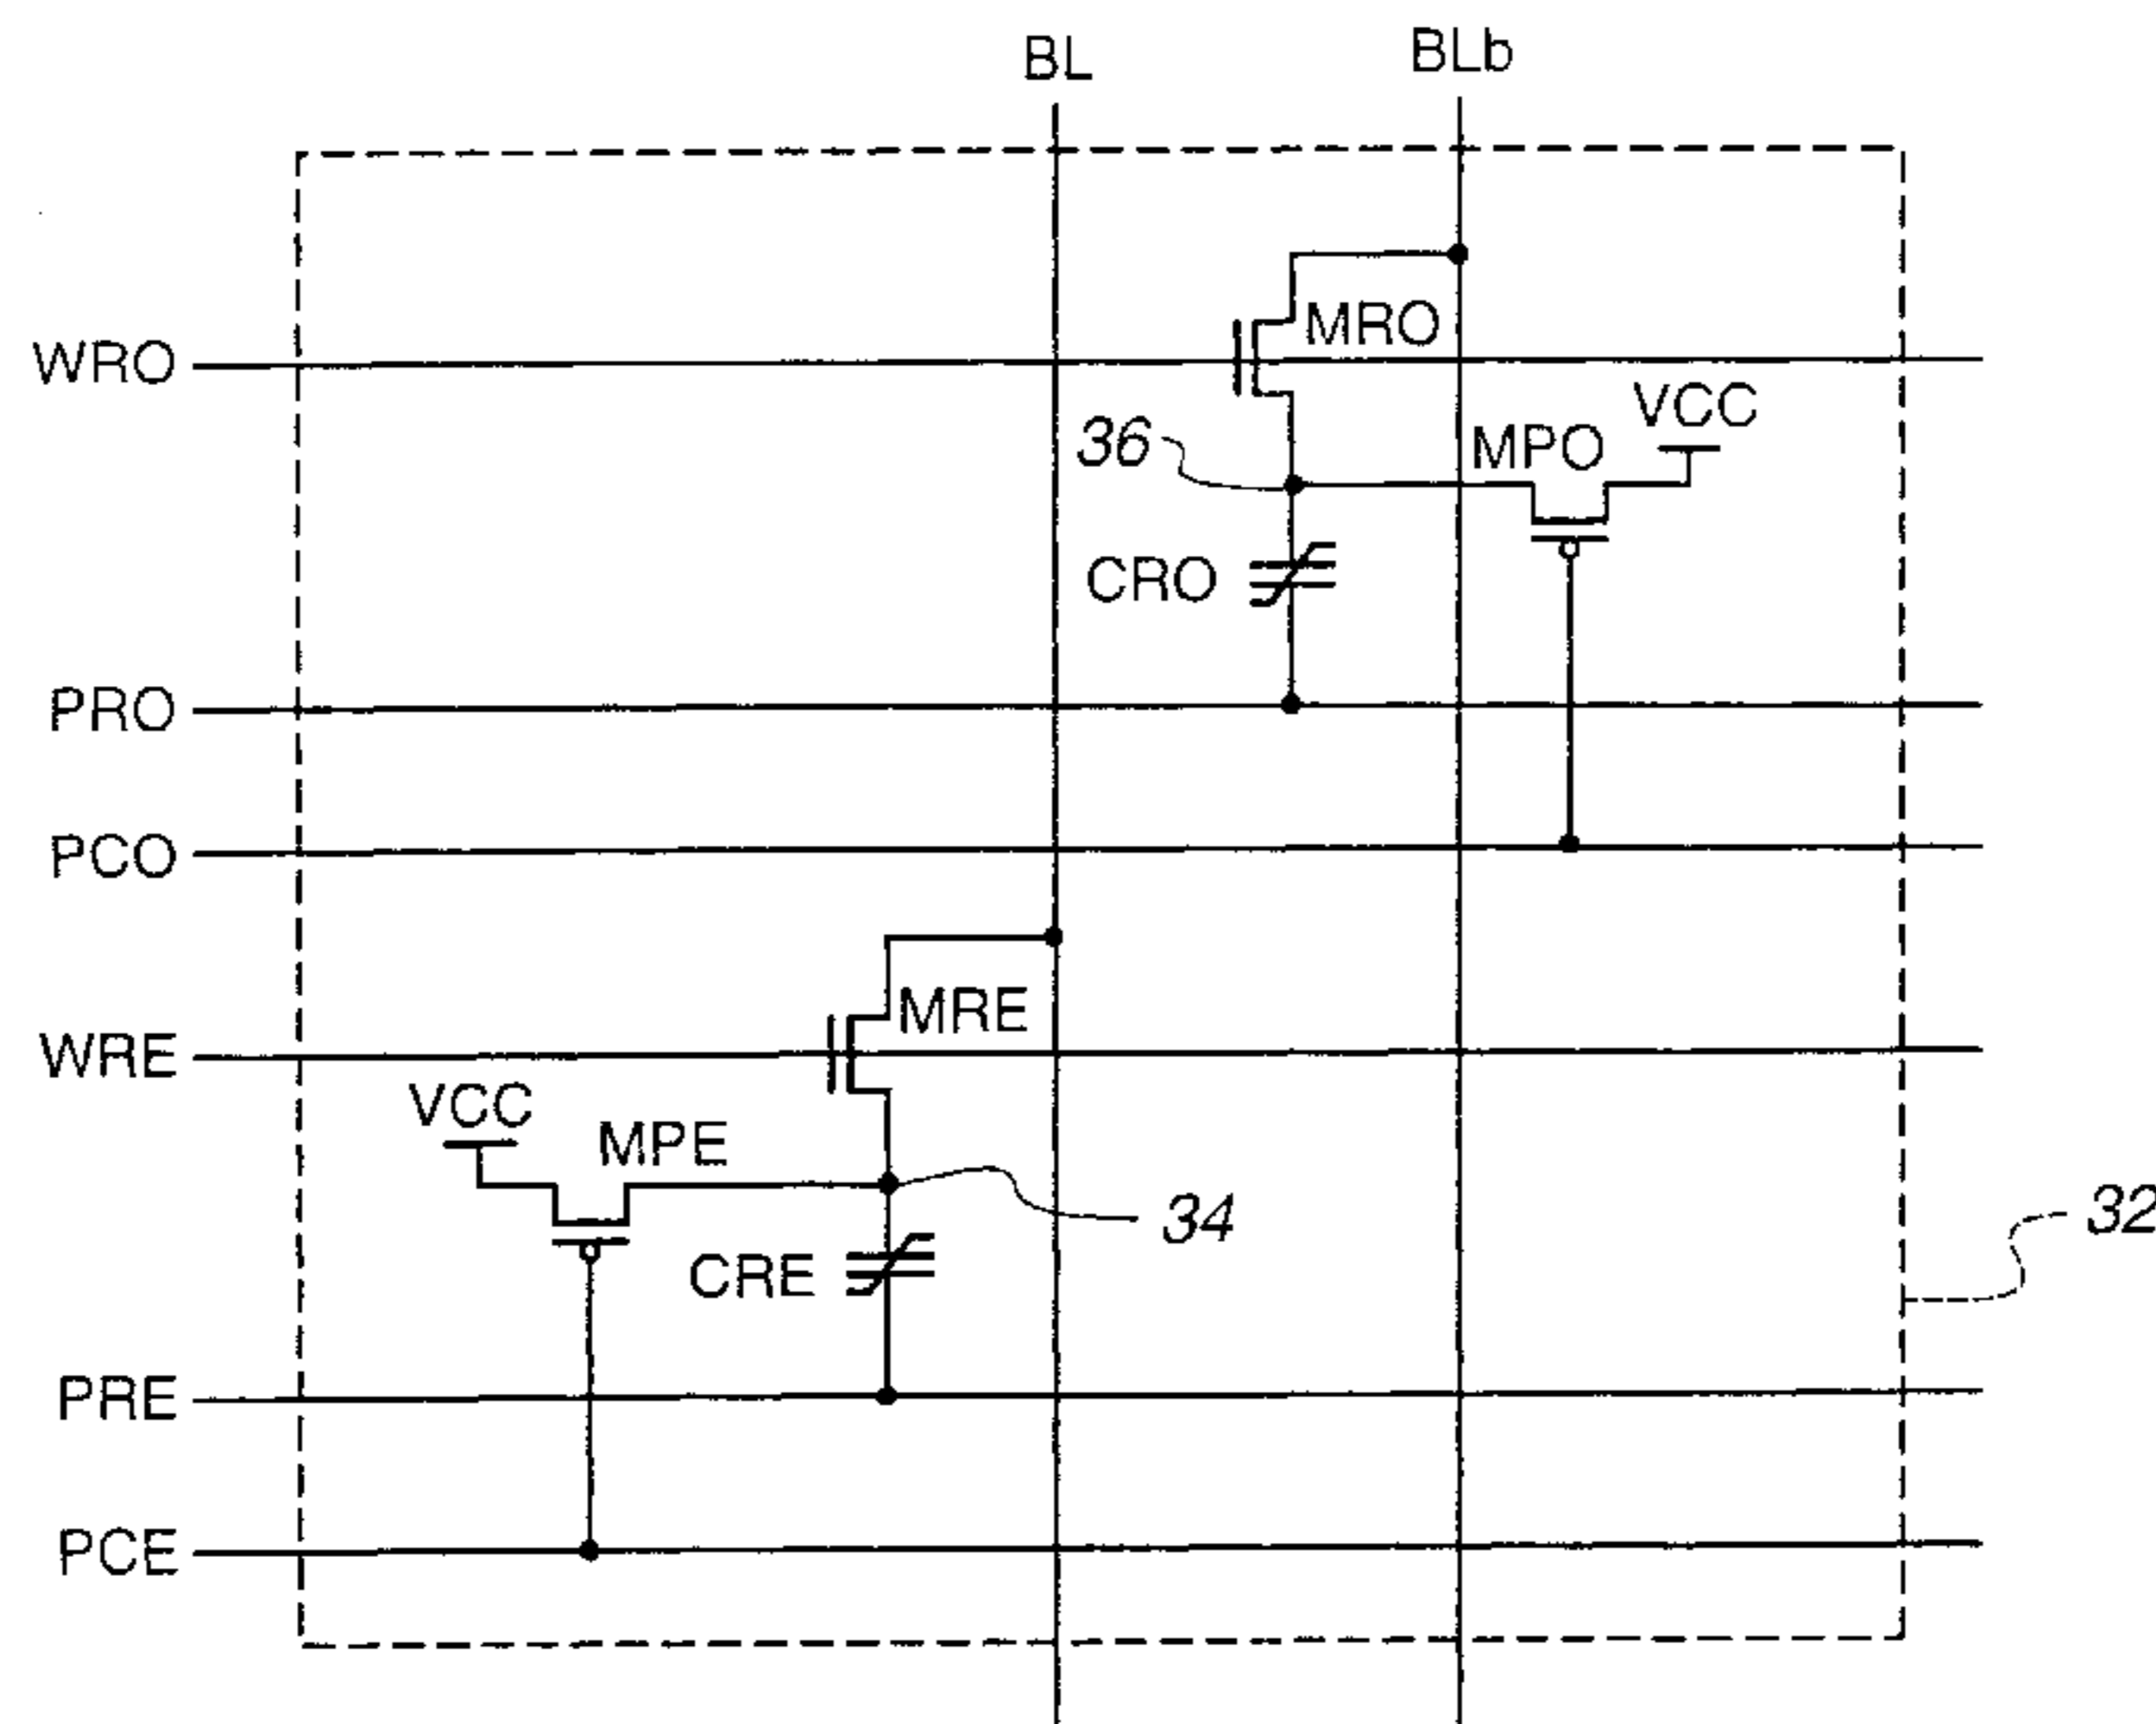 BL
BLb
MRO
WRO
VCC
36
MPO
CRO
PRO
PCO
MRE
WRE
VCC
MPE
34
32
CRE
PRE
PCE